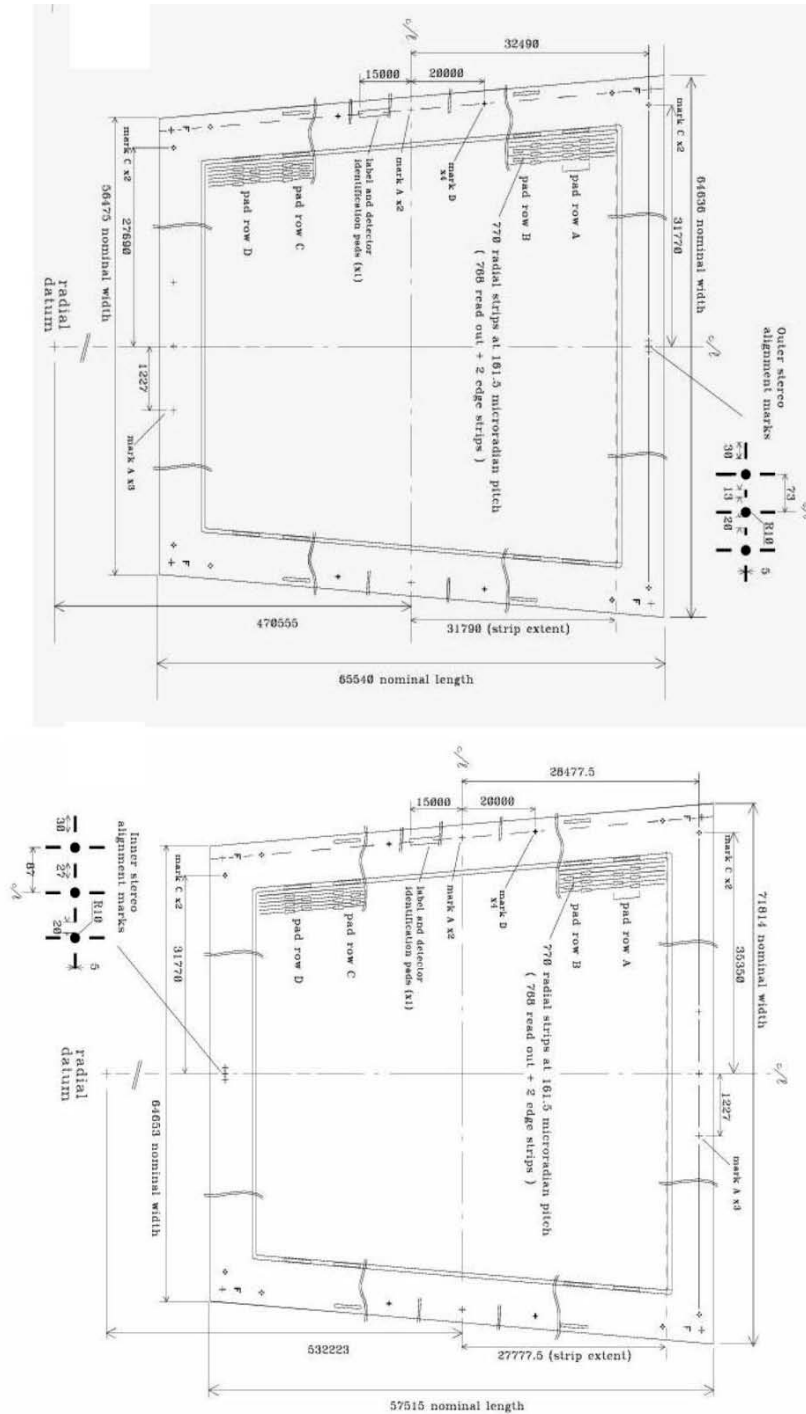 32490
15000
20000
mark C x2
mark C x2
label and detector
identification pads (x1)
mark A x2
mark D
x4
pad row D
pad row C
pad row B
pad row A
770 radial strips at 161.5 microradian pitch
( 768 read out + 2 edge strips )
56475 nominal width
27690
64636 nominal width
31770
radial
datum
1227
mark A x3
Outer stereo
alignment marks
30
13
20
73
R10
5
470555
31790 (strip extent)
65540 nominal length
28477.5
15000
20000
Inner stereo
alignment marks
30
27
20
87
R10
5
mark C x2
mark C x2
label and detector
identification pads (x1)
mark A x2
mark D
x4
pad row D
pad row C
pad row B
pad row A
770 radial strips at 161.5 microradian pitch
( 768 read out + 2 edge strips )
31770
64653 nominal width
71814 nominal width
35350
radial
datum
1227
mark A x3
532223
27777.5 (strip extent)
57515 nominal length